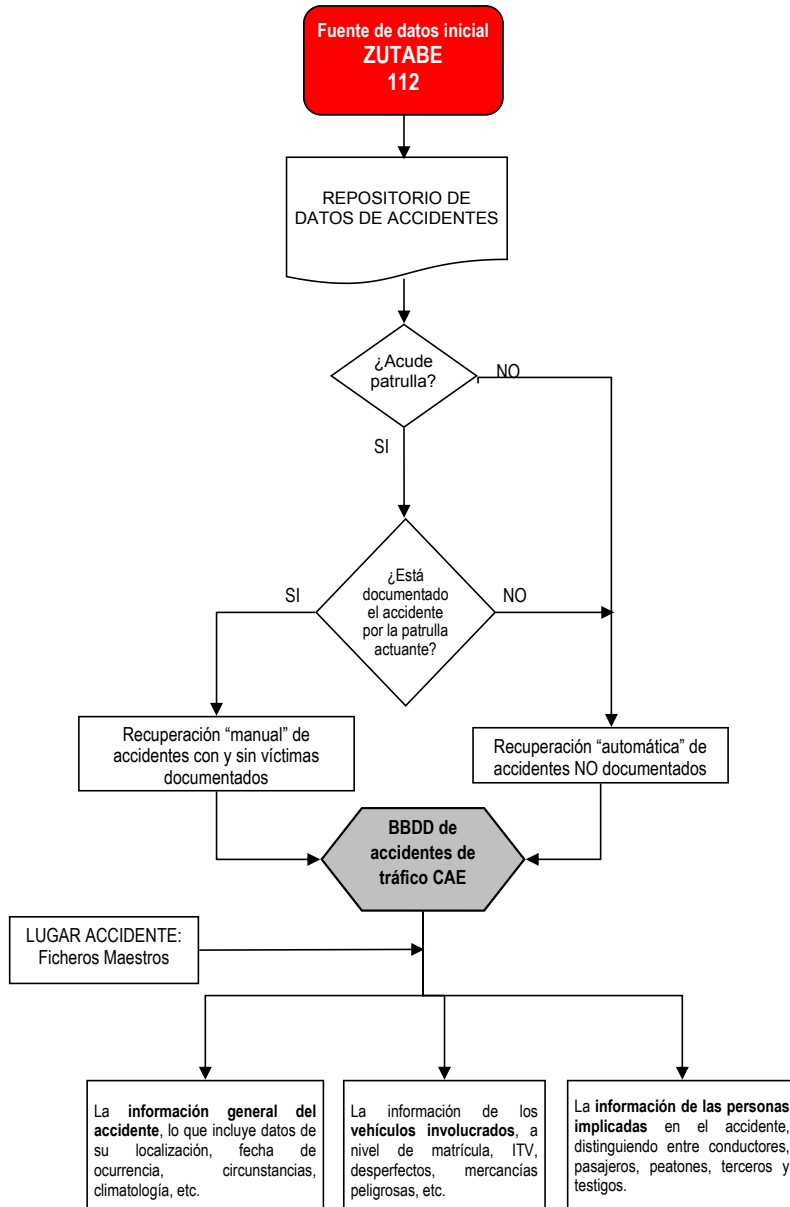 Fuente de datos inicial
ZUTABE
112
REPOSITORIO DE
DATOS DE ACCIDENTES
¿Acude
patrulla?
NO
SI
¿Está
documentado
el accidente
por la patrulla
actuante?
SI
NO
Recuperación “manual” de
accidentes con y sin víctimas
documentados
Recuperación “automática” de
accidentes NO documentados
BBDD de
accidentes de
tráfico CAE
LUGAR ACCIDENTE:
Ficheros Maestros
La información general del
accidente, lo que incluye datos de
su localización, fecha de
ocurrencia, circunstancias,
climatología, etc.
La información de los
vehículos involucrados, a
nivel de matrícula, ITV,
desperfectos, mercancías
peligrosas, etc.
La información de las personas
implicadas en el accidente,
distinguiendo entre conductores,
pasajeros, peatones, terceros y
testigos.